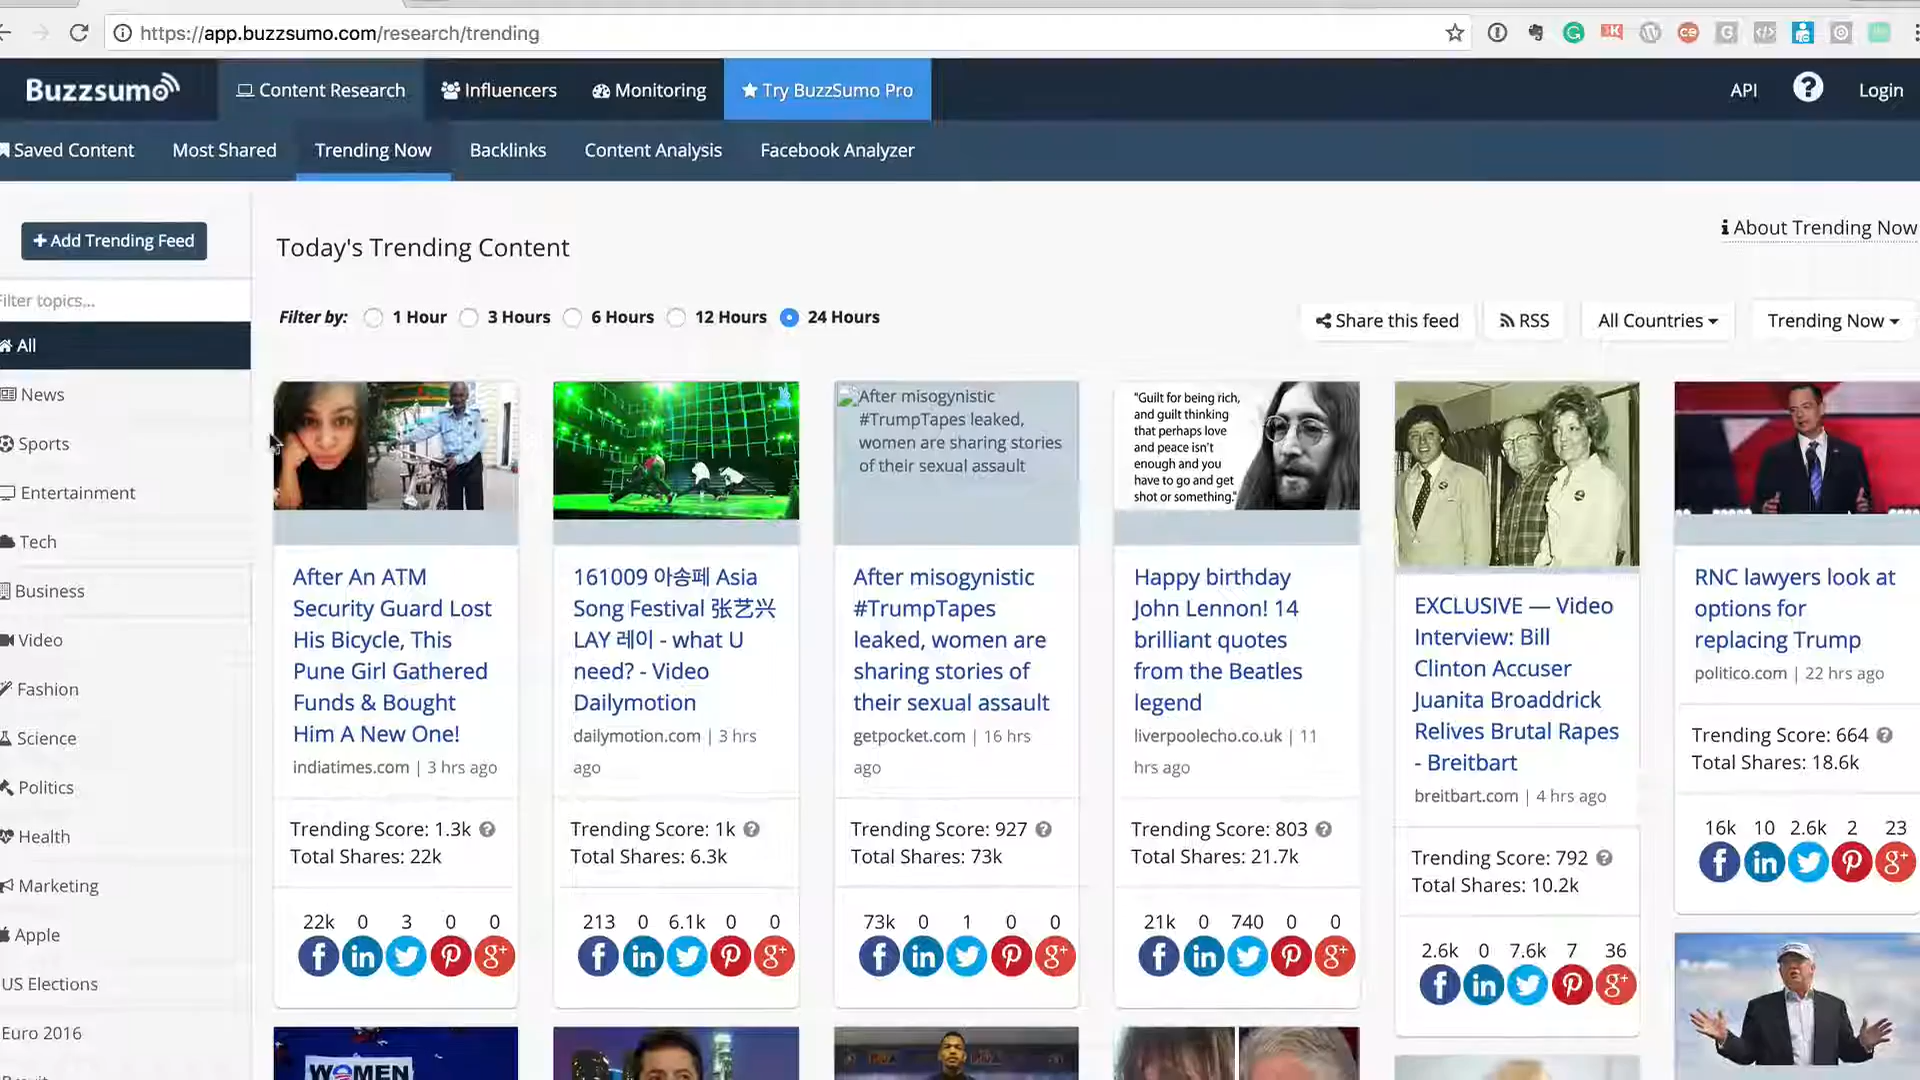 https://app.buzzsumo.com/research/trending
Buzzsumo
Content Research
Influencers
Monitoring
Try BuzzSumo Pro
API
?
Login
Saved Content
Most Shared
Trending Now
Backlinks
Content Analysis
Facebook Analyzer
+ Add Trending Feed
Filter topics...
All
News
Sports
Entertainment
Tech
Business
Video
Fashion
Science
Politics
Health
Marketing
Apple
US Elections
Euro 2016
Today's Trending Content
About Trending Now
Filter by:
1 Hour
3 Hours
6 Hours
12 Hours
24 Hours
Share this feed
RSS
All Countries
Trending Now
After An ATM
Security Guard Lost
His Bicycle, This
Pune Girl Gathered
Funds & Bought
Him A New One!
indiatimes.com | 3 hrs ago
Trending Score: 1.3k
Total Shares: 22k
22k 0 3 0 0
161009 아송페 Asia
Song Festival 张艺兴
LAY 레이 - what U
need? - Video
Dailymotion
dailymotion.com | 3 hrs
ago
Trending Score: 1k
Total Shares: 6.3k
213 0 6.1k 0 0
After misogynistic
#TrumpTapes leaked,
women are sharing stories
of their sexual assault
After misogynistic
#TrumpTapes
leaked, women are
sharing stories of
their sexual assault
getpocket.com | 16 hrs
ago
Trending Score: 927
Total Shares: 73k
73k 0 1 0 0
"Guilt for being rich,
and guilt thinking
that perhaps love
and peace isn't
enough and you
have to go and get
shot or something."
Happy birthday
John Lennon! 14
brilliant quotes
from the Beatles
legend
liverpoolecho.co.uk | 11
hrs ago
Trending Score: 803
Total Shares: 21.7k
21k 0 740 0 0
EXCLUSIVE — Video
Interview: Bill
Clinton Accuser
Juanita Broaddrick
Relives Brutal Rapes
- Breitbart
breitbart.com | 4 hrs ago
Trending Score: 792
Total Shares: 10.2k
2.6k 0 7.6k 7 36
RNC lawyers look at
options for
replacing Trump
politico.com | 22 hrs ago
Trending Score: 664
Total Shares: 18.6k
16k 10 2.6k 2 23
WOMEN